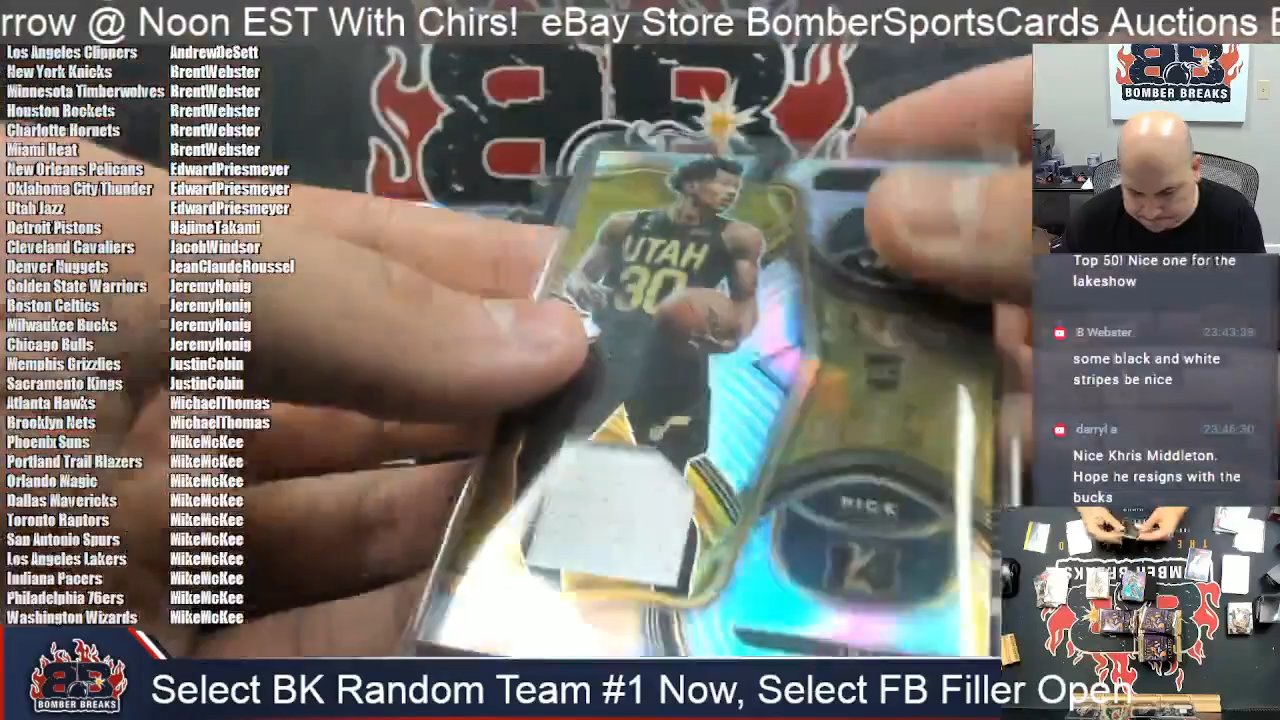 rrow @ Noon EST With Chirs!  eBay Store BomberSportsCards Auctions E
Los Angeles Clippers AndrewDeSett
New York Knicks BrentWebster
Minnesota Timberwolves BrentWebster
Houston Rockets BrentWebster
Charlotte Hornets BrentWebster
Miami Heat BrentWebster
New Orleans Pelicans EdwardPriesmeyer
Oklahoma City Thunder EdwardPriesmeyer
Utah Jazz EdwardPriesmeyer
Detroit Pistons HajimeTakami
Cleveland Cavaliers JacobWindsor
Denver Nuggets JeanClaudeRoussel
Golden State Warriors JeremyHonig
Boston Celtics JeremyHonig
Milwaukee Bucks JeremyHonig
Chicago Bulls JeremyHonig
Memphis Grizzlies JustinCobin
Sacramento Kings JustinCobin
Atlanta Hawks MichaelThomas
Brooklyn Nets MichaelThomas
Phoenix Suns MikeMcKee
Portland Trail Blazers MikeMcKee
Orlando Magic MikeMcKee
Dallas Mavericks MikeMcKee
Toronto Raptors MikeMcKee
San Antonio Spurs MikeMcKee
Los Angeles Lakers MikeMcKee
Indiana Pacers MikeMcKee
Philadelphia 76ers MikeMcKee
Washington Wizards MikeMcKee
UTAH
30
RICK
BOMBER BREAKS
Top 50! Nice one for the
lakeshow
B Webster 23:43:39
some black and white
stripes be nice
darryl a 23:46:30
Nice Khris Middleton.
Hope he resigns with the
bucks
BOMBER BREAKS
Select BK Random Team #1 Now, Select FB Filler Open